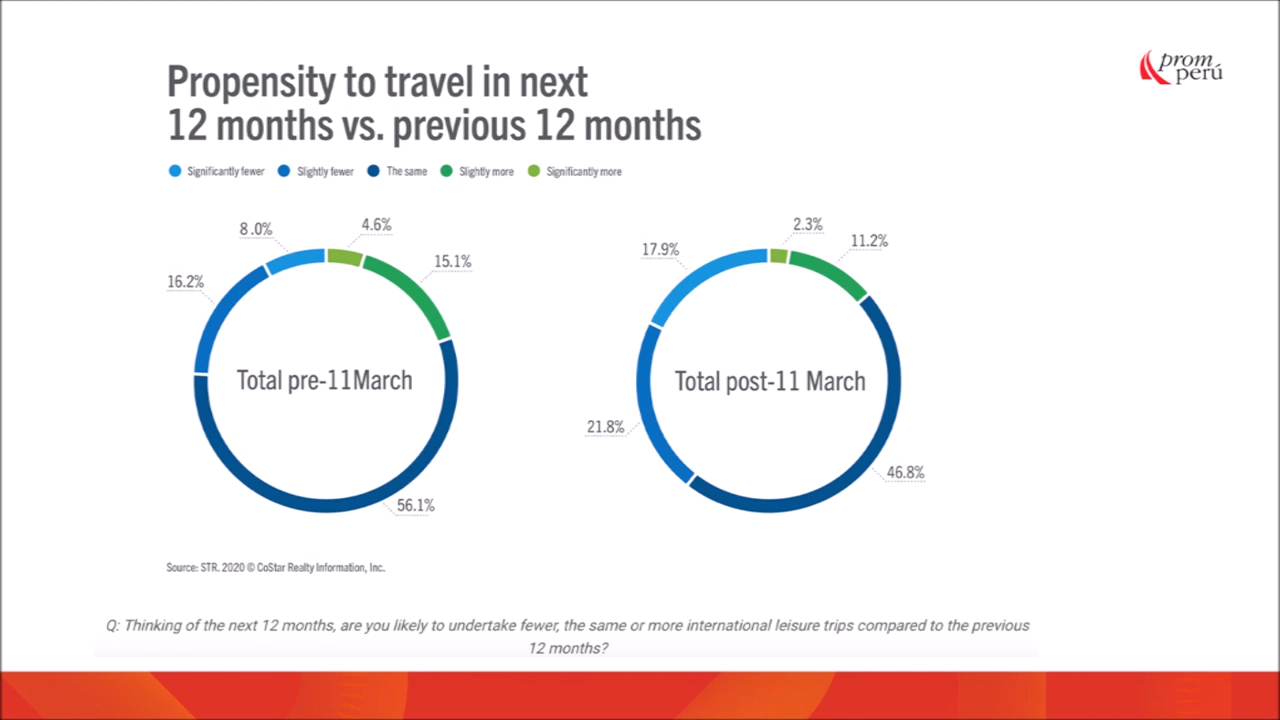 Propensity to travel in next
12 months vs. previous 12 months
prom
perú
Significantly fewer
Slightly fewer
The same
Slightly more
Significantly more
8.0%
4.6%
16.2%
15.1%
Total pre-11March
56.1%
17.9%
2.3%
11.2%
Total post-11 March
21.8%
46.8%
Source: STR. 2020 © CoStar Realty Information, Inc.
Q: Thinking of the next 12 months, are you likely to undertake fewer, the same or more international leisure trips compared to the previous
12 months?